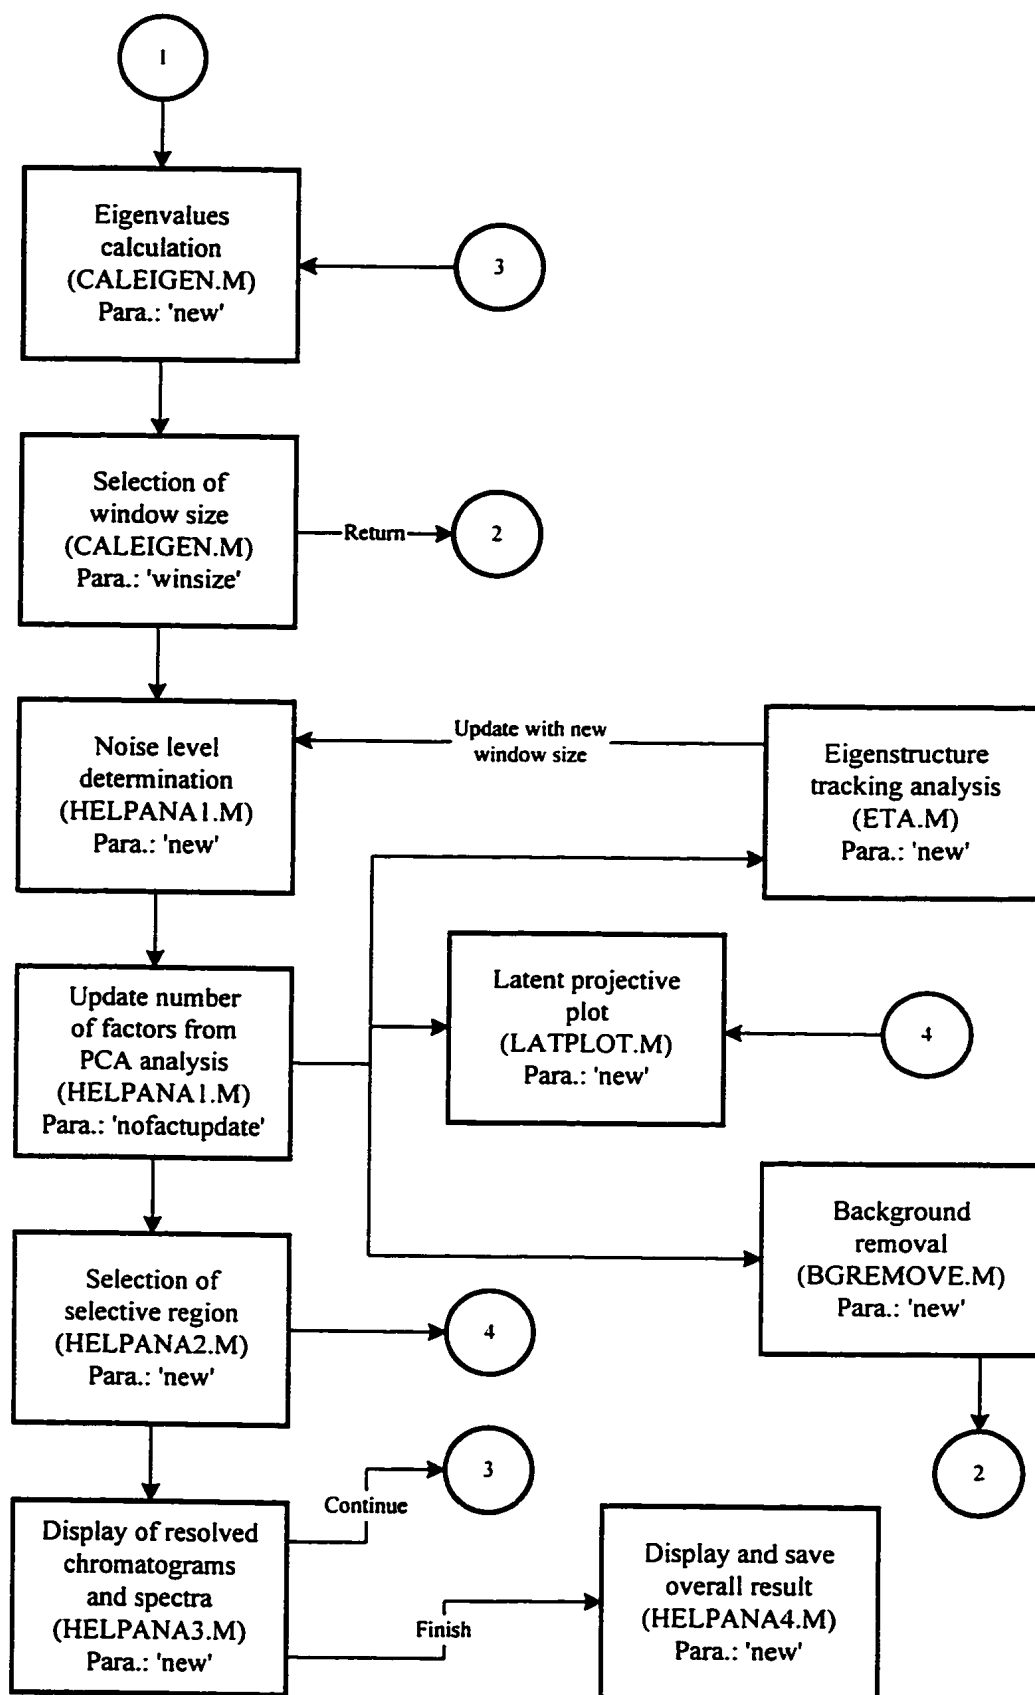 1
Eigenvalues
calculation
(CALEIGEN.M)
Para.: 'new'
3
Selection of
window size
(CALEIGEN.M)
Para.: 'winsize'
Return
2
Noise level
determination
(HELPANA1.M)
Para.: 'new'
Update with new
window size
Eigenstructure
tracking analysis
(ETA.M)
Para.: 'new'
Update number
of factors from
PCA analysis
(HELPANA1.M)
Para.: 'nofactupdate'
Latent projective
plot
(LATPLOT.M)
Para.: 'new'
4
Background
removal
(BGREMOVE.M)
Para.: 'new'
Selection of
selective region
(HELPANA2.M)
Para.: 'new'
4
3
2
Continue
Display of resolved
chromatograms
and spectra
(HELPANA3.M)
Para.: 'new'
Finish
Display and save
overall result
(HELPANA4.M)
Para.: 'new'